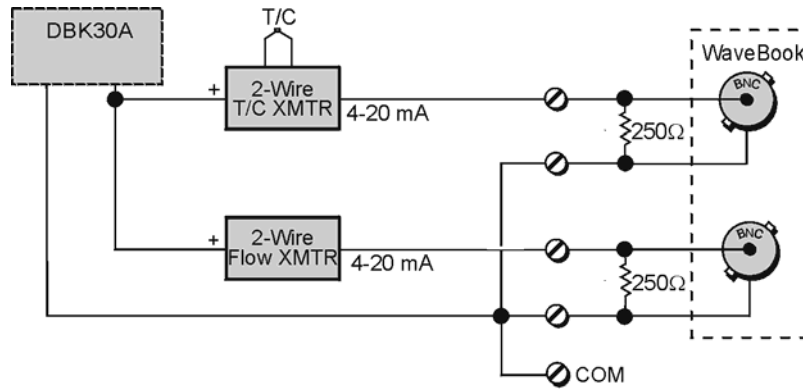 DBK30A
T/C
WaveBook
+
2-Wire
T/C XMTR
4-20 mA
BNC
250Ω
+
2-Wire
Flow XMTR
4-20 mA
BNC
250Ω
COM